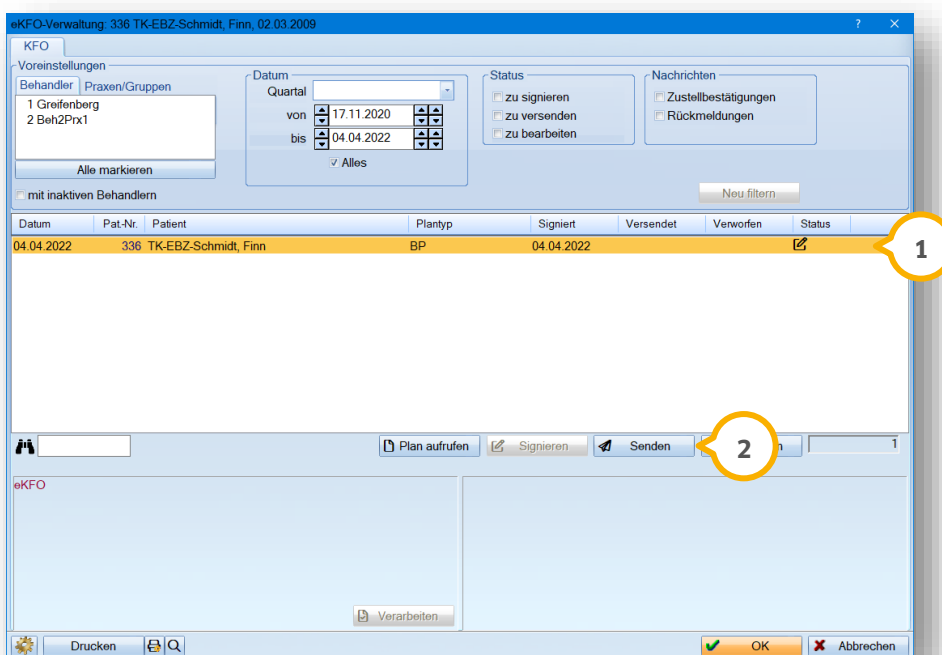 eKFO-Verwaltung: 336 TK-EBZ-Schmidt, Finn, 02.03.2009 ? ×
KFO
Voreinstellungen
Behandler Praxen/Gruppen
1 Greifenberg
2 Beh2Prx1
Alle markieren
mit inaktiven Behandlern
Datum
Quartal
von 17.11.2020
bis 04.04.2022
Alles
Status
zu signieren
zu versenden
zu bearbeiten
Nachrichten
Zustellbestätigungen
Rückmeldungen
Neu filtern
Datum Pat-Nr. Patient Plantyp Signiert Versendet Verworfen Status
04.04.2022 336 TK-EBZ-Schmidt, Finn BP 04.04.2022
1
Plan aufrufen Signieren Senden 2 1
eKFO
Verarbeiten
Drucken OK Abbrechen